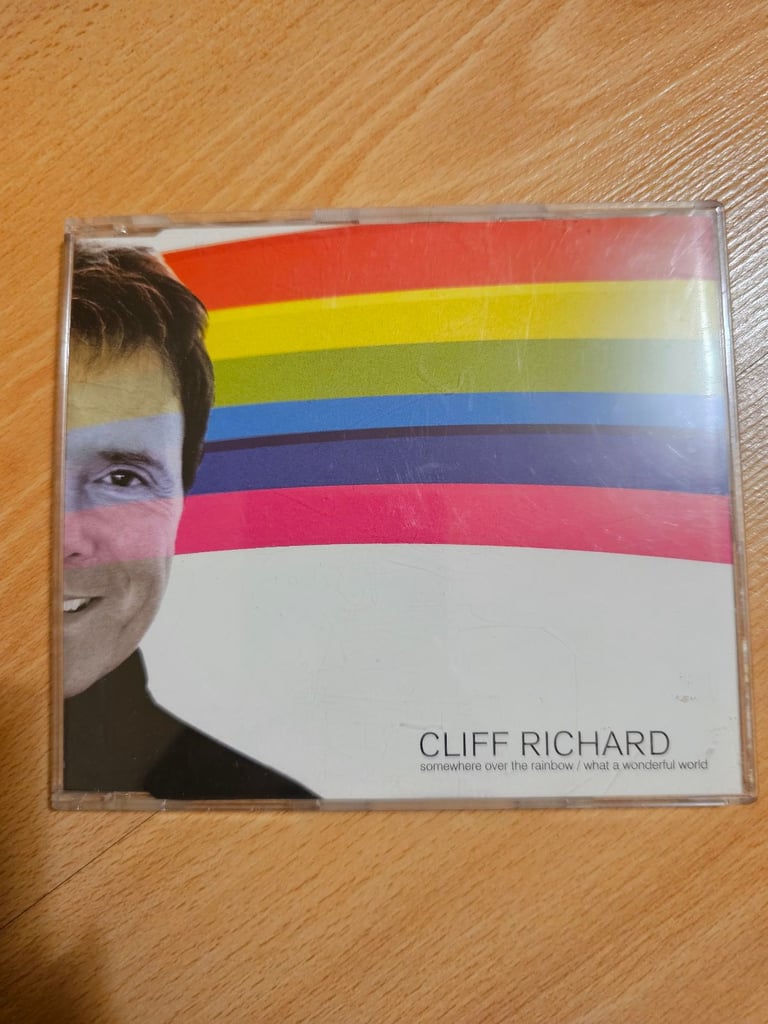 CLIFF RICHARD
somewhere over the rainbow / what a wonderful world